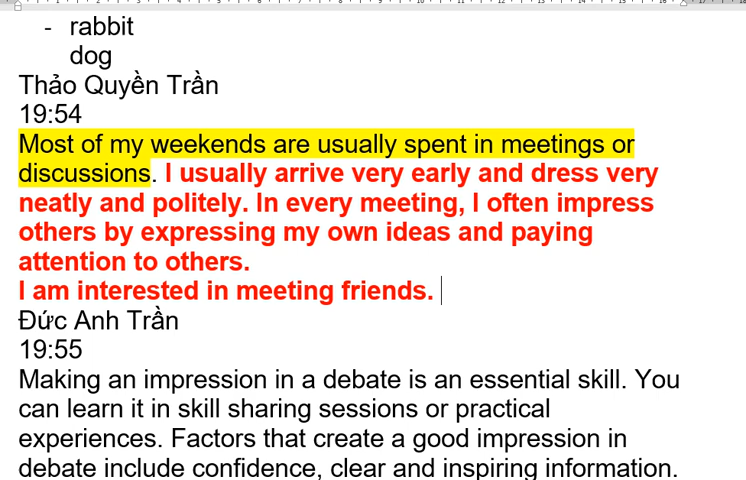 - rabbit
dog
Thảo Quyền Trần
19:54
Most of my weekends are usually spent in meetings or
discussions. I usually arrive very early and dress very
neatly and politely. In every meeting, I often impress
others by expressing my own ideas and paying
attention to others.
I am interested in meeting friends.
Đức Anh Trần
19:55
Making an impression in a debate is an essential skill. You
can learn it in skill sharing sessions or practical
experiences. Factors that create a good impression in
debate include confidence, clear and inspiring information.